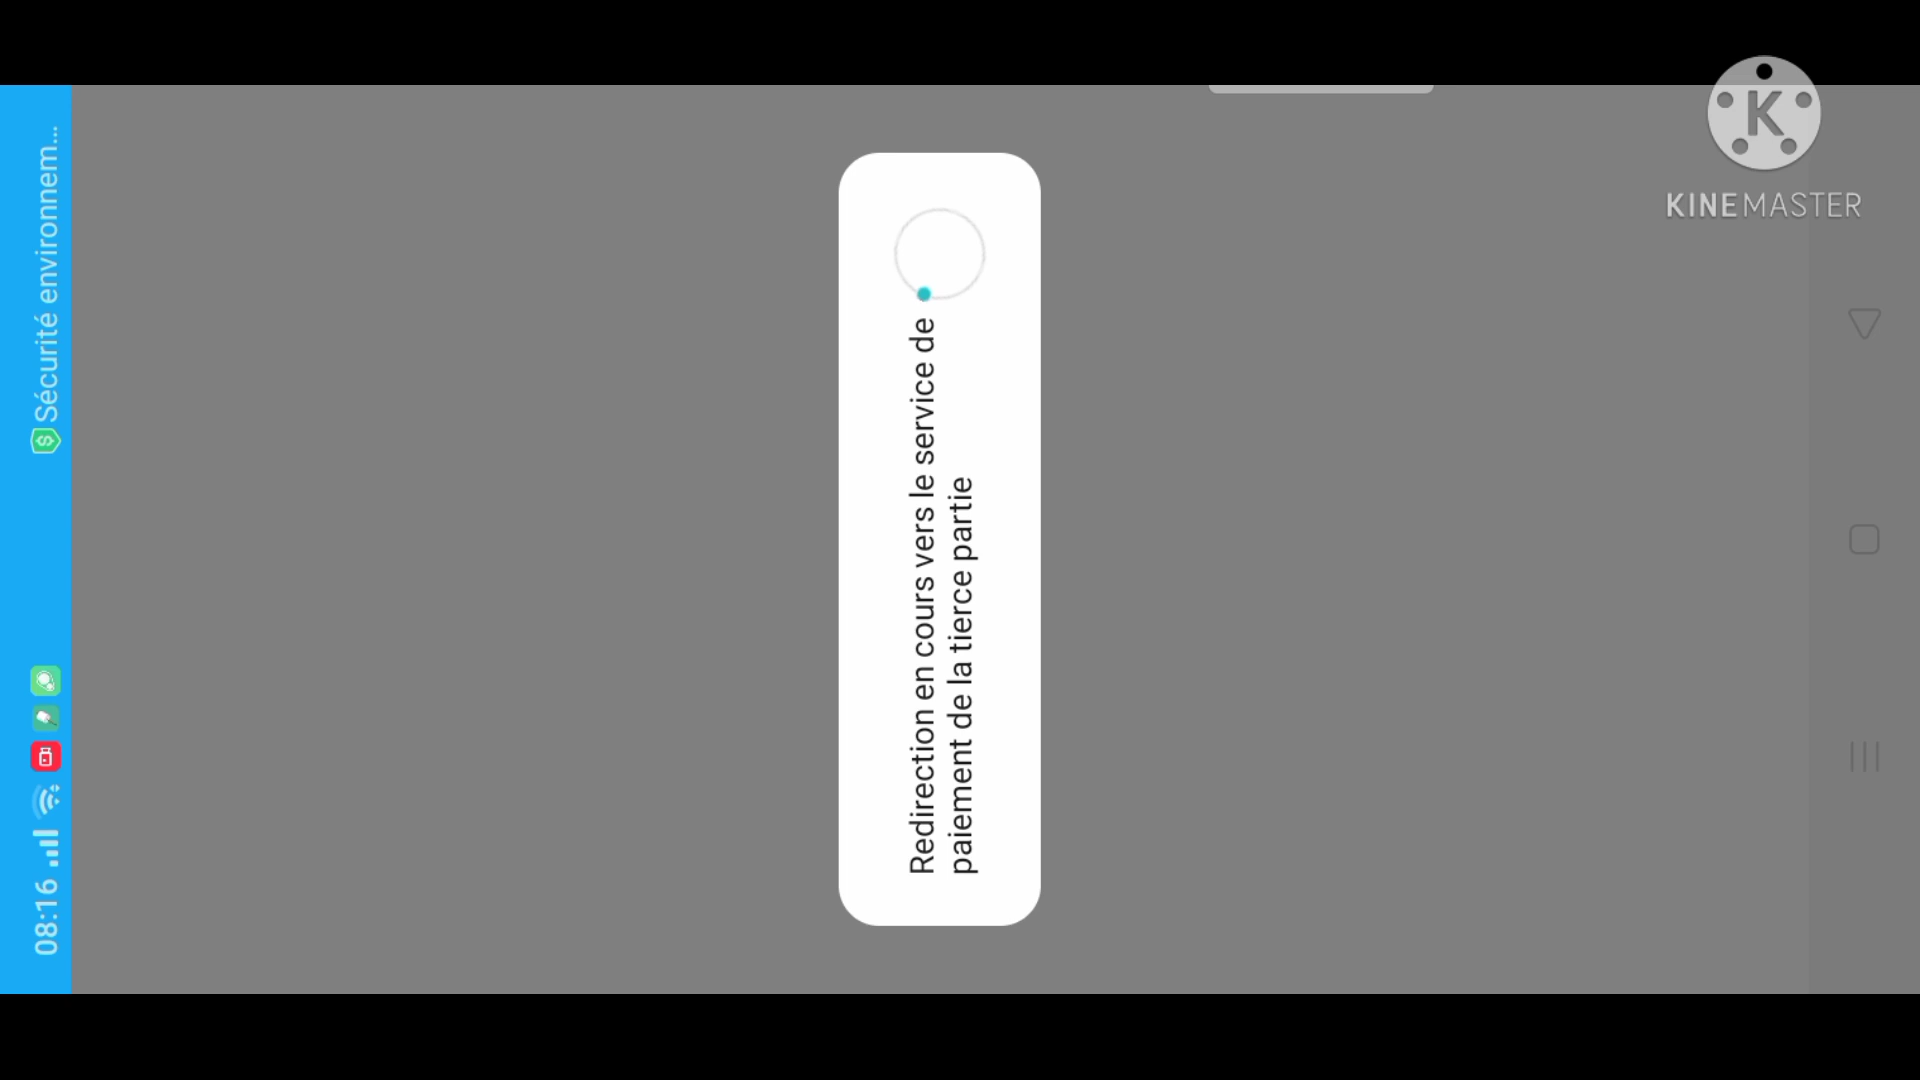 08:16
Sécurité environnem...
Redirection en cours vers le service de
paiement de la tierce partie
K
KINEMASTER